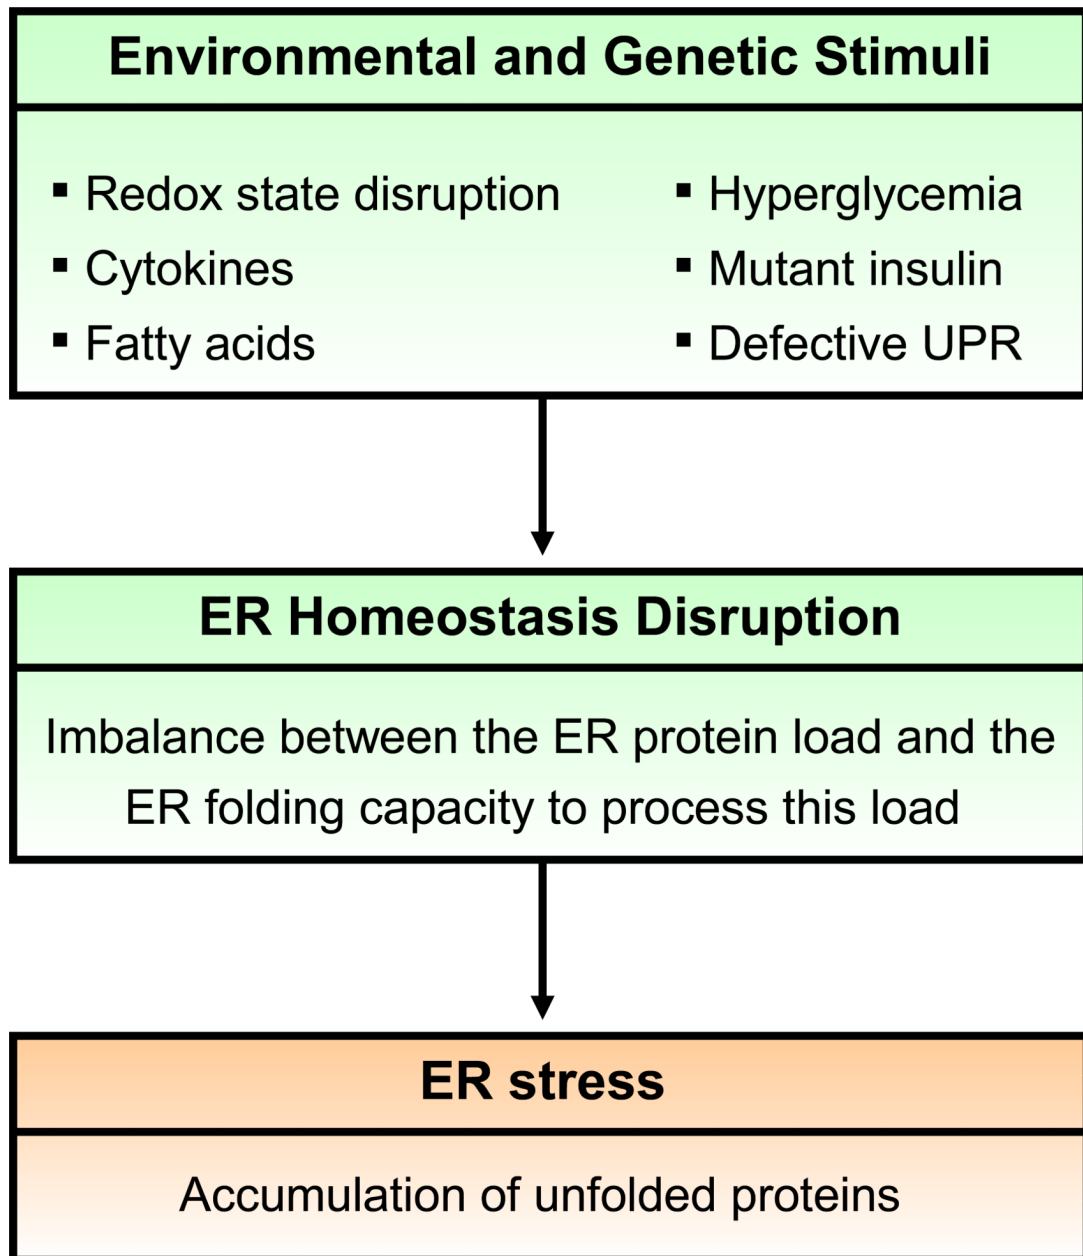 Environmental and Genetic Stimuli
▪ Redox state disruption
▪ Cytokines
▪ Fatty acids
▪ Hyperglycemia
▪ Mutant insulin
▪ Defective UPR
ER Homeostasis Disruption
Imbalance between the ER protein load and the
ER folding capacity to process this load
ER stress
Accumulation of unfolded proteins